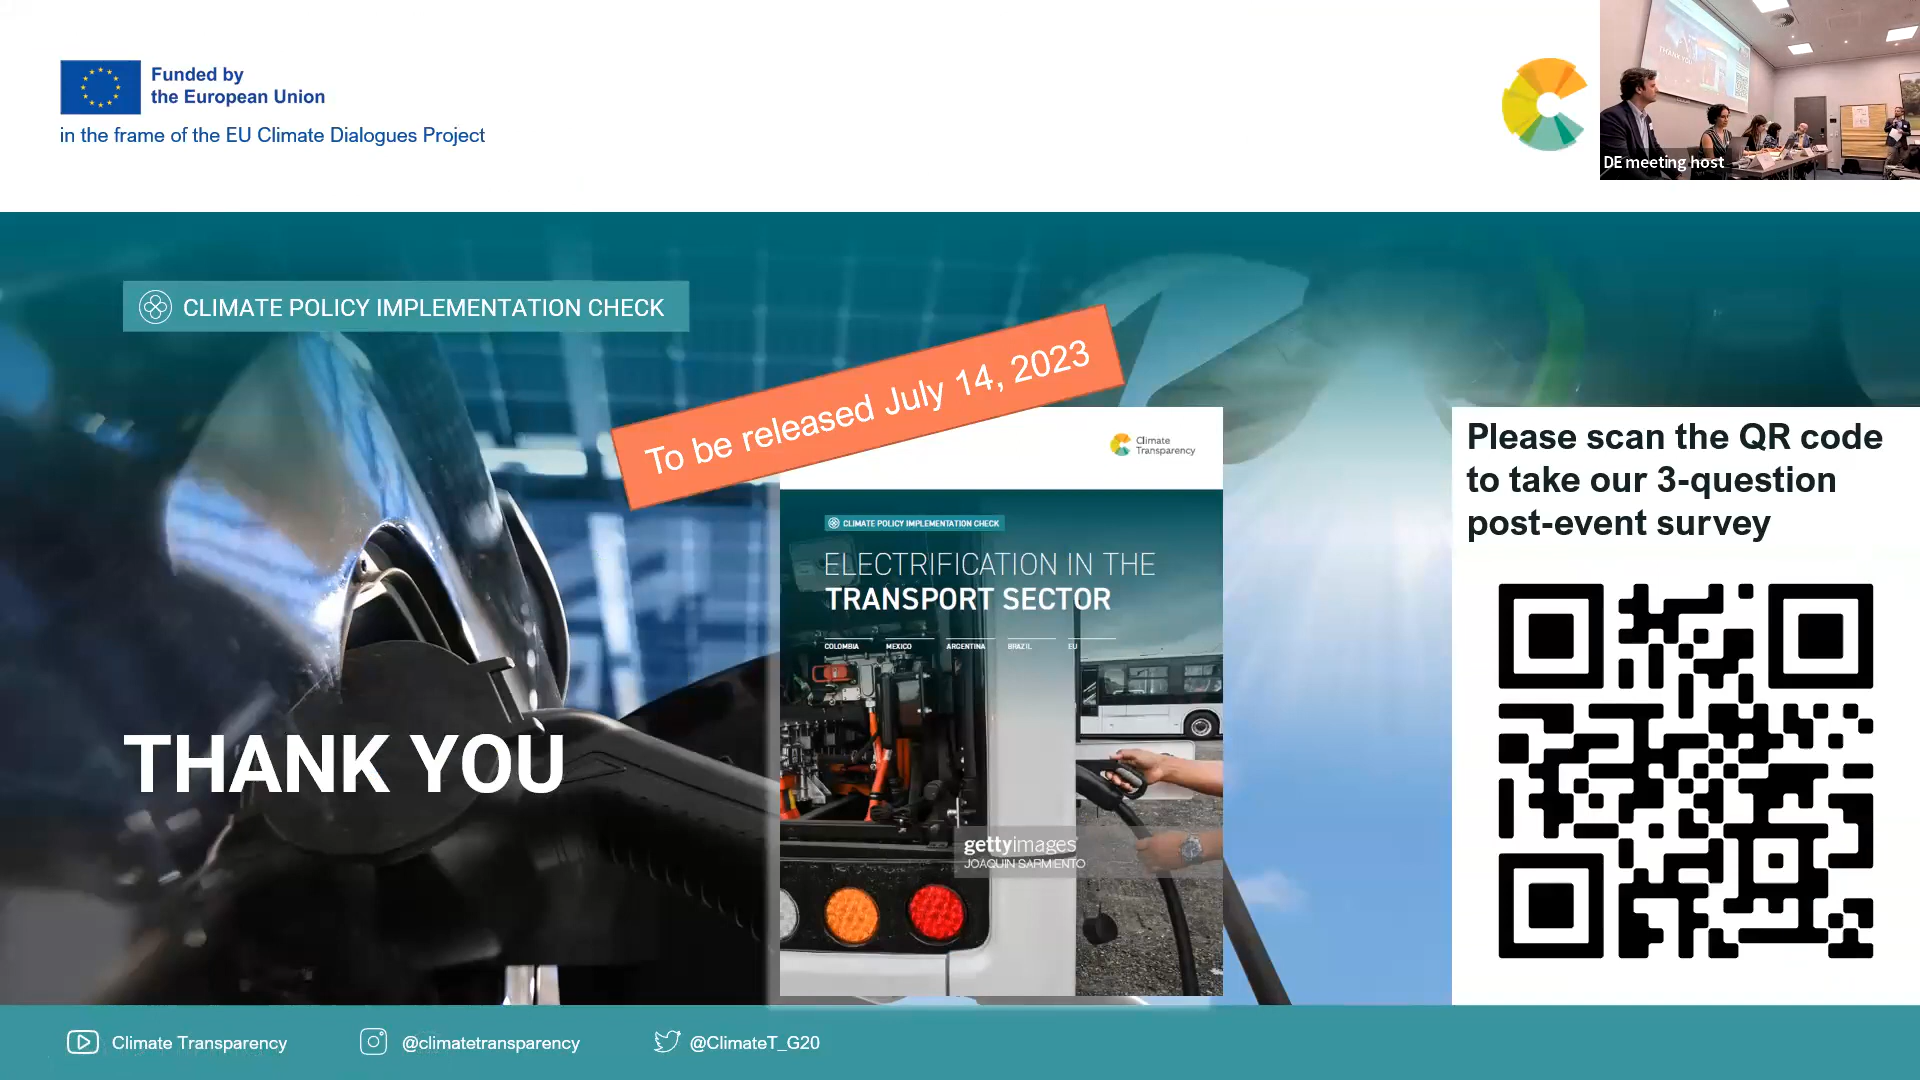 Funded by
the European Union
in the frame of the EU Climate Dialogues Project
THANK YOU
DE meeting host
CLIMATE POLICY IMPLEMENTATION CHECK
To be released July 14, 2023
Climate
Transparency
CLIMATE POLICY IMPLEMENTATION CHECK
ELECTRIFICATION IN THE
TRANSPORT SECTOR
COLOMBIA MEXICO ARGENTINA BRAZIL EU
gettyimages
JOAQUIN SARMIENTO
THANK YOU
Please scan the QR code
to take our 3-question
post-event survey
Climate Transparency @climatetransparency @ClimateT_G20